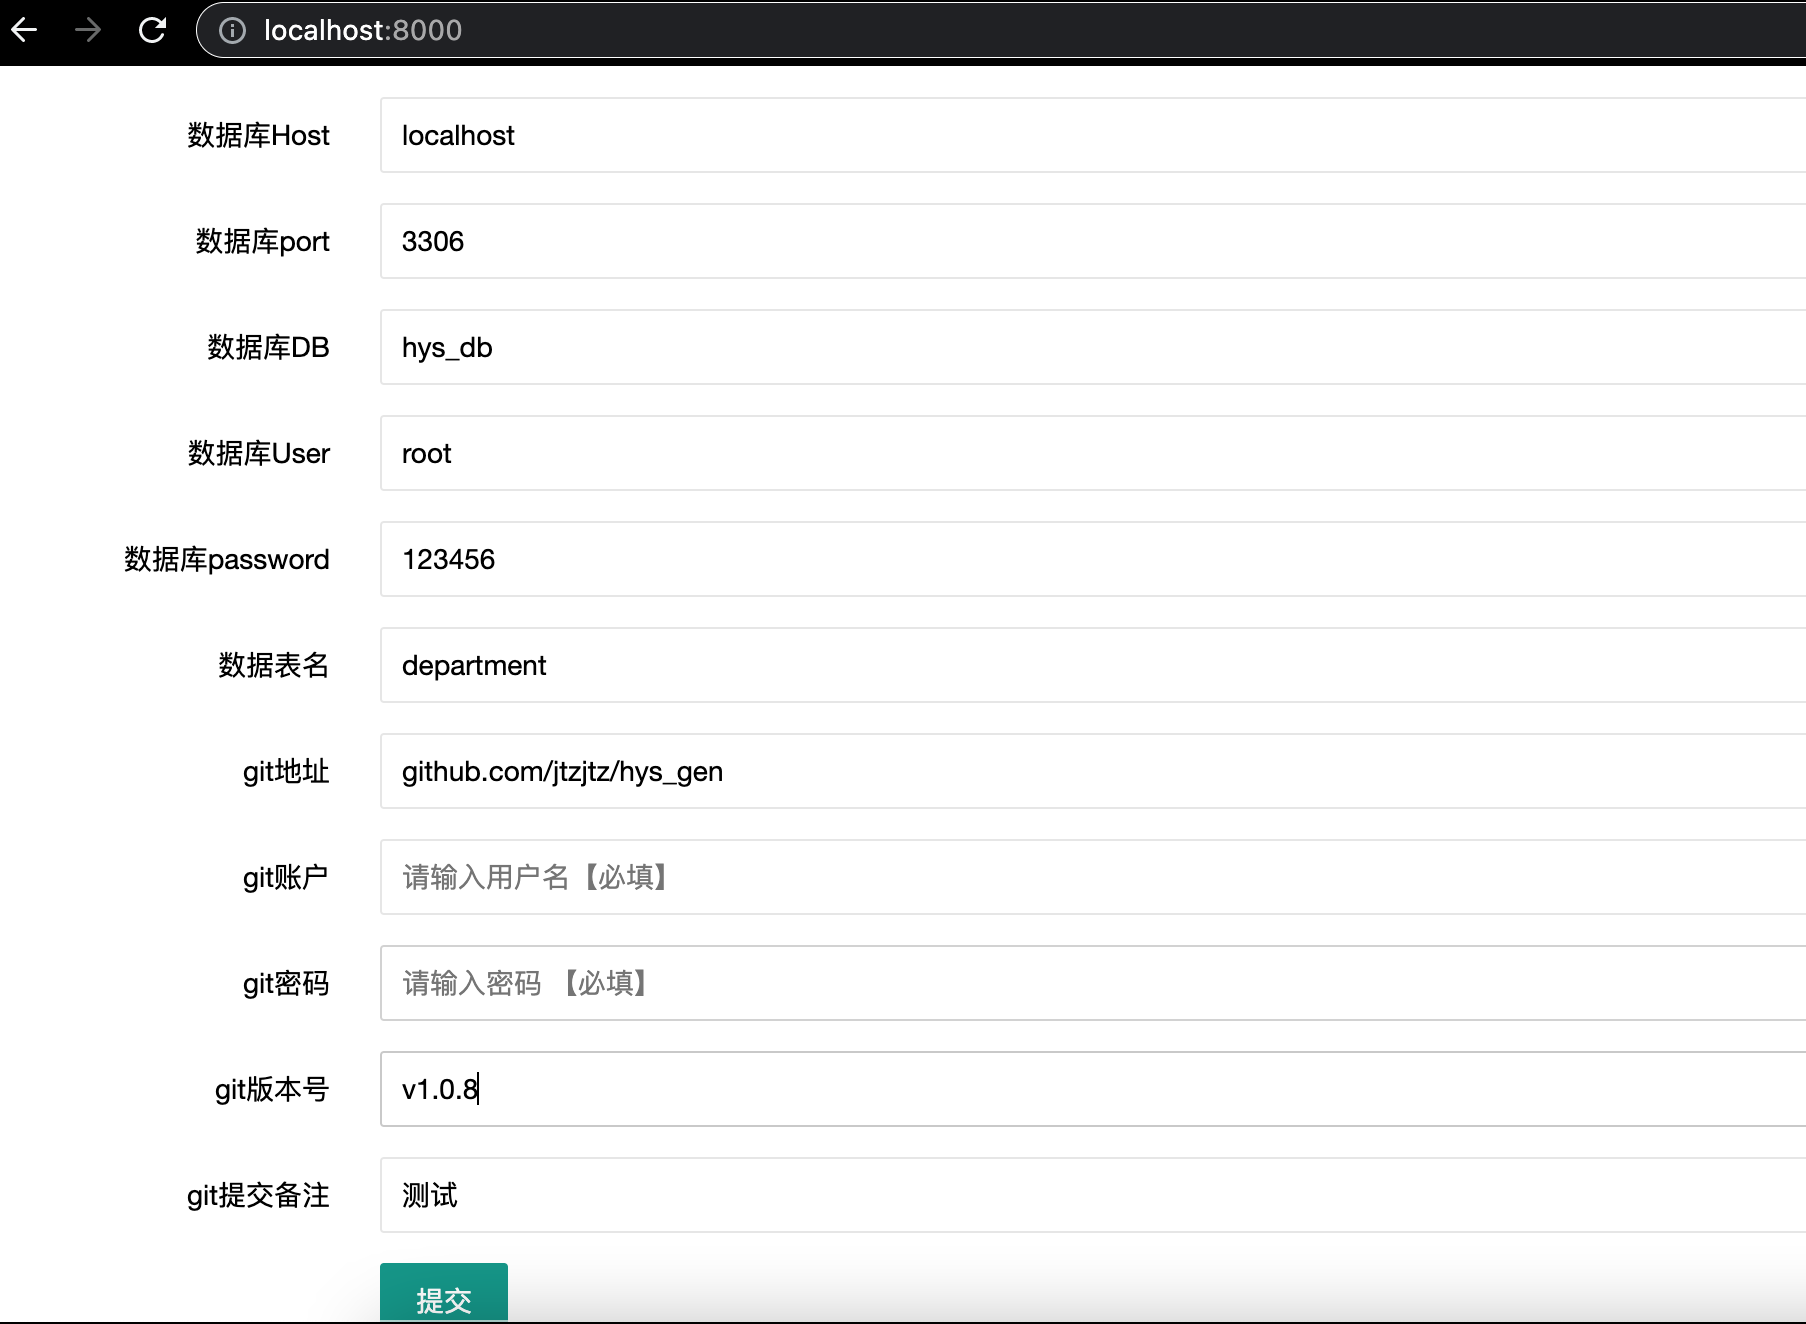 localhost:8000
数据库Host localhost
数据库port 3306
数据库DB hys_db
数据库User root
数据库password 123456
数据表名 department
git地址 github.com/jtzjtz/hys_gen
git账户 请输入用户名【必填】
git密码 请输入密码 【必填】
git版本号 v1.0.8
git提交备注 测试
提交